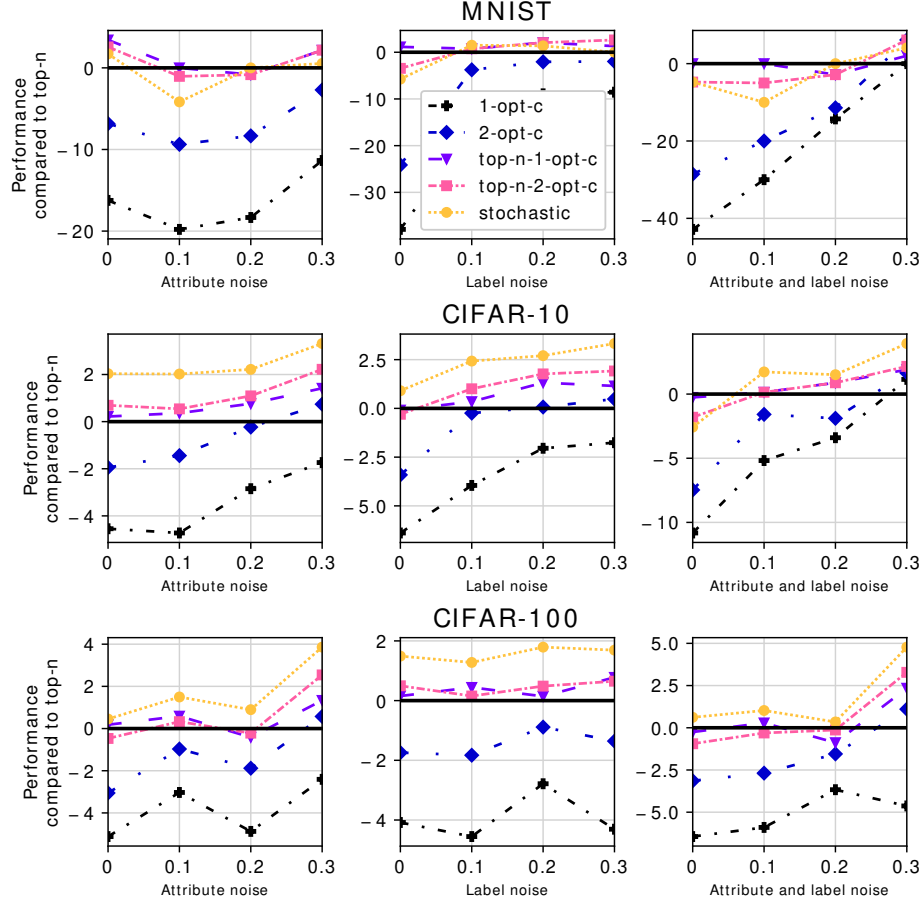 MNIST
Performance
compared to top-n
0
−10
−20
0 0.1 0.2 0.3
Attribute noise
0
−10
−20
−30
1-opt-c
2-opt-c
top-n-1-opt-c
top-n-2-opt-c
stochastic
0 0.1 0.2 0.3
Label noise
0
−20
−40
0 0.1 0.2 0.3
Attribute and label noise
CIFAR-10
Performance
compared to top-n
2
0
−2
−4
0 0.1 0.2 0.3
Attribute noise
2.5
0.0
−2.5
−5.0
0 0.1 0.2 0.3
Label noise
0
−5
−10
0 0.1 0.2 0.3
Attribute and label noise
CIFAR-100
Performance
compared to top-n
4
2
0
−2
−4
0 0.1 0.2 0.3
Attribute noise
2
0
−2
−4
0 0.1 0.2 0.3
Label noise
5.0
2.5
0.0
−2.5
−5.0
0 0.1 0.2 0.3
Attribute and label noise